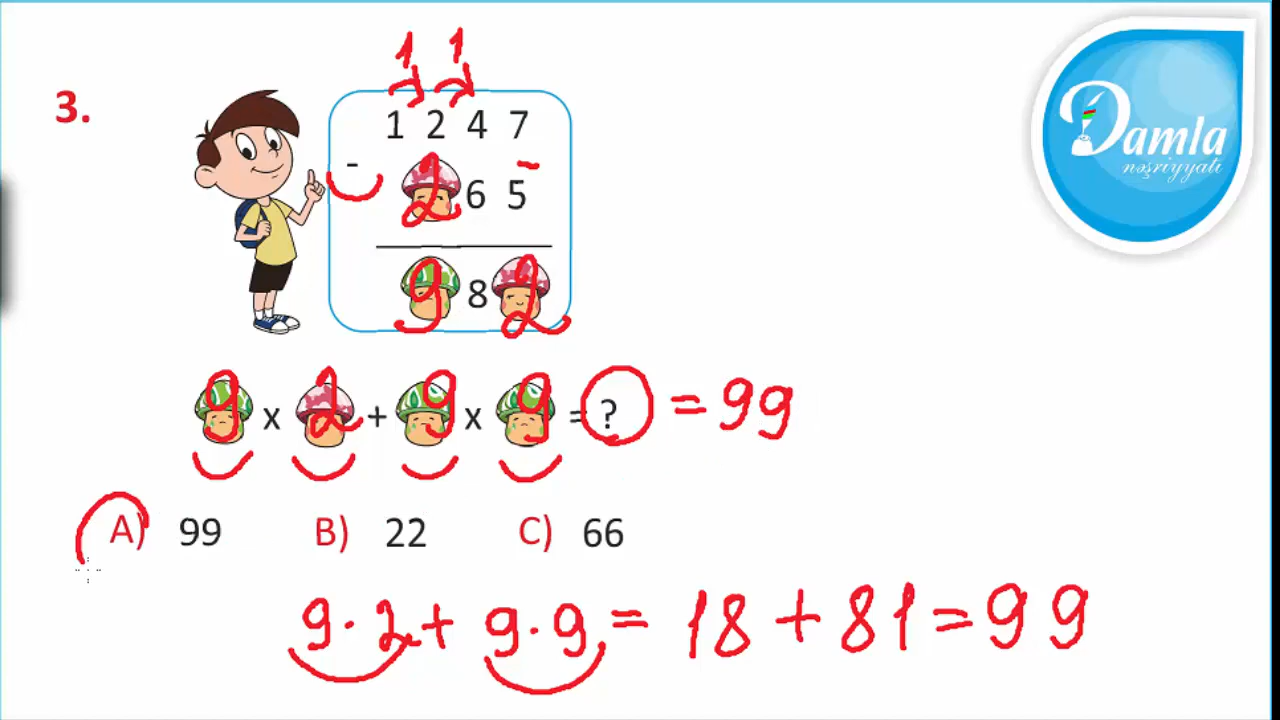 1 1
3.
1 2 4 7
- 2 6 5
9 8 2
Damla
nəşriyyatı
9 x 2 + 9 x 9 = ? = 99
A) 99 B) 22 C) 66
9 · 2 + 9 · 9 = 18 + 81 = 99